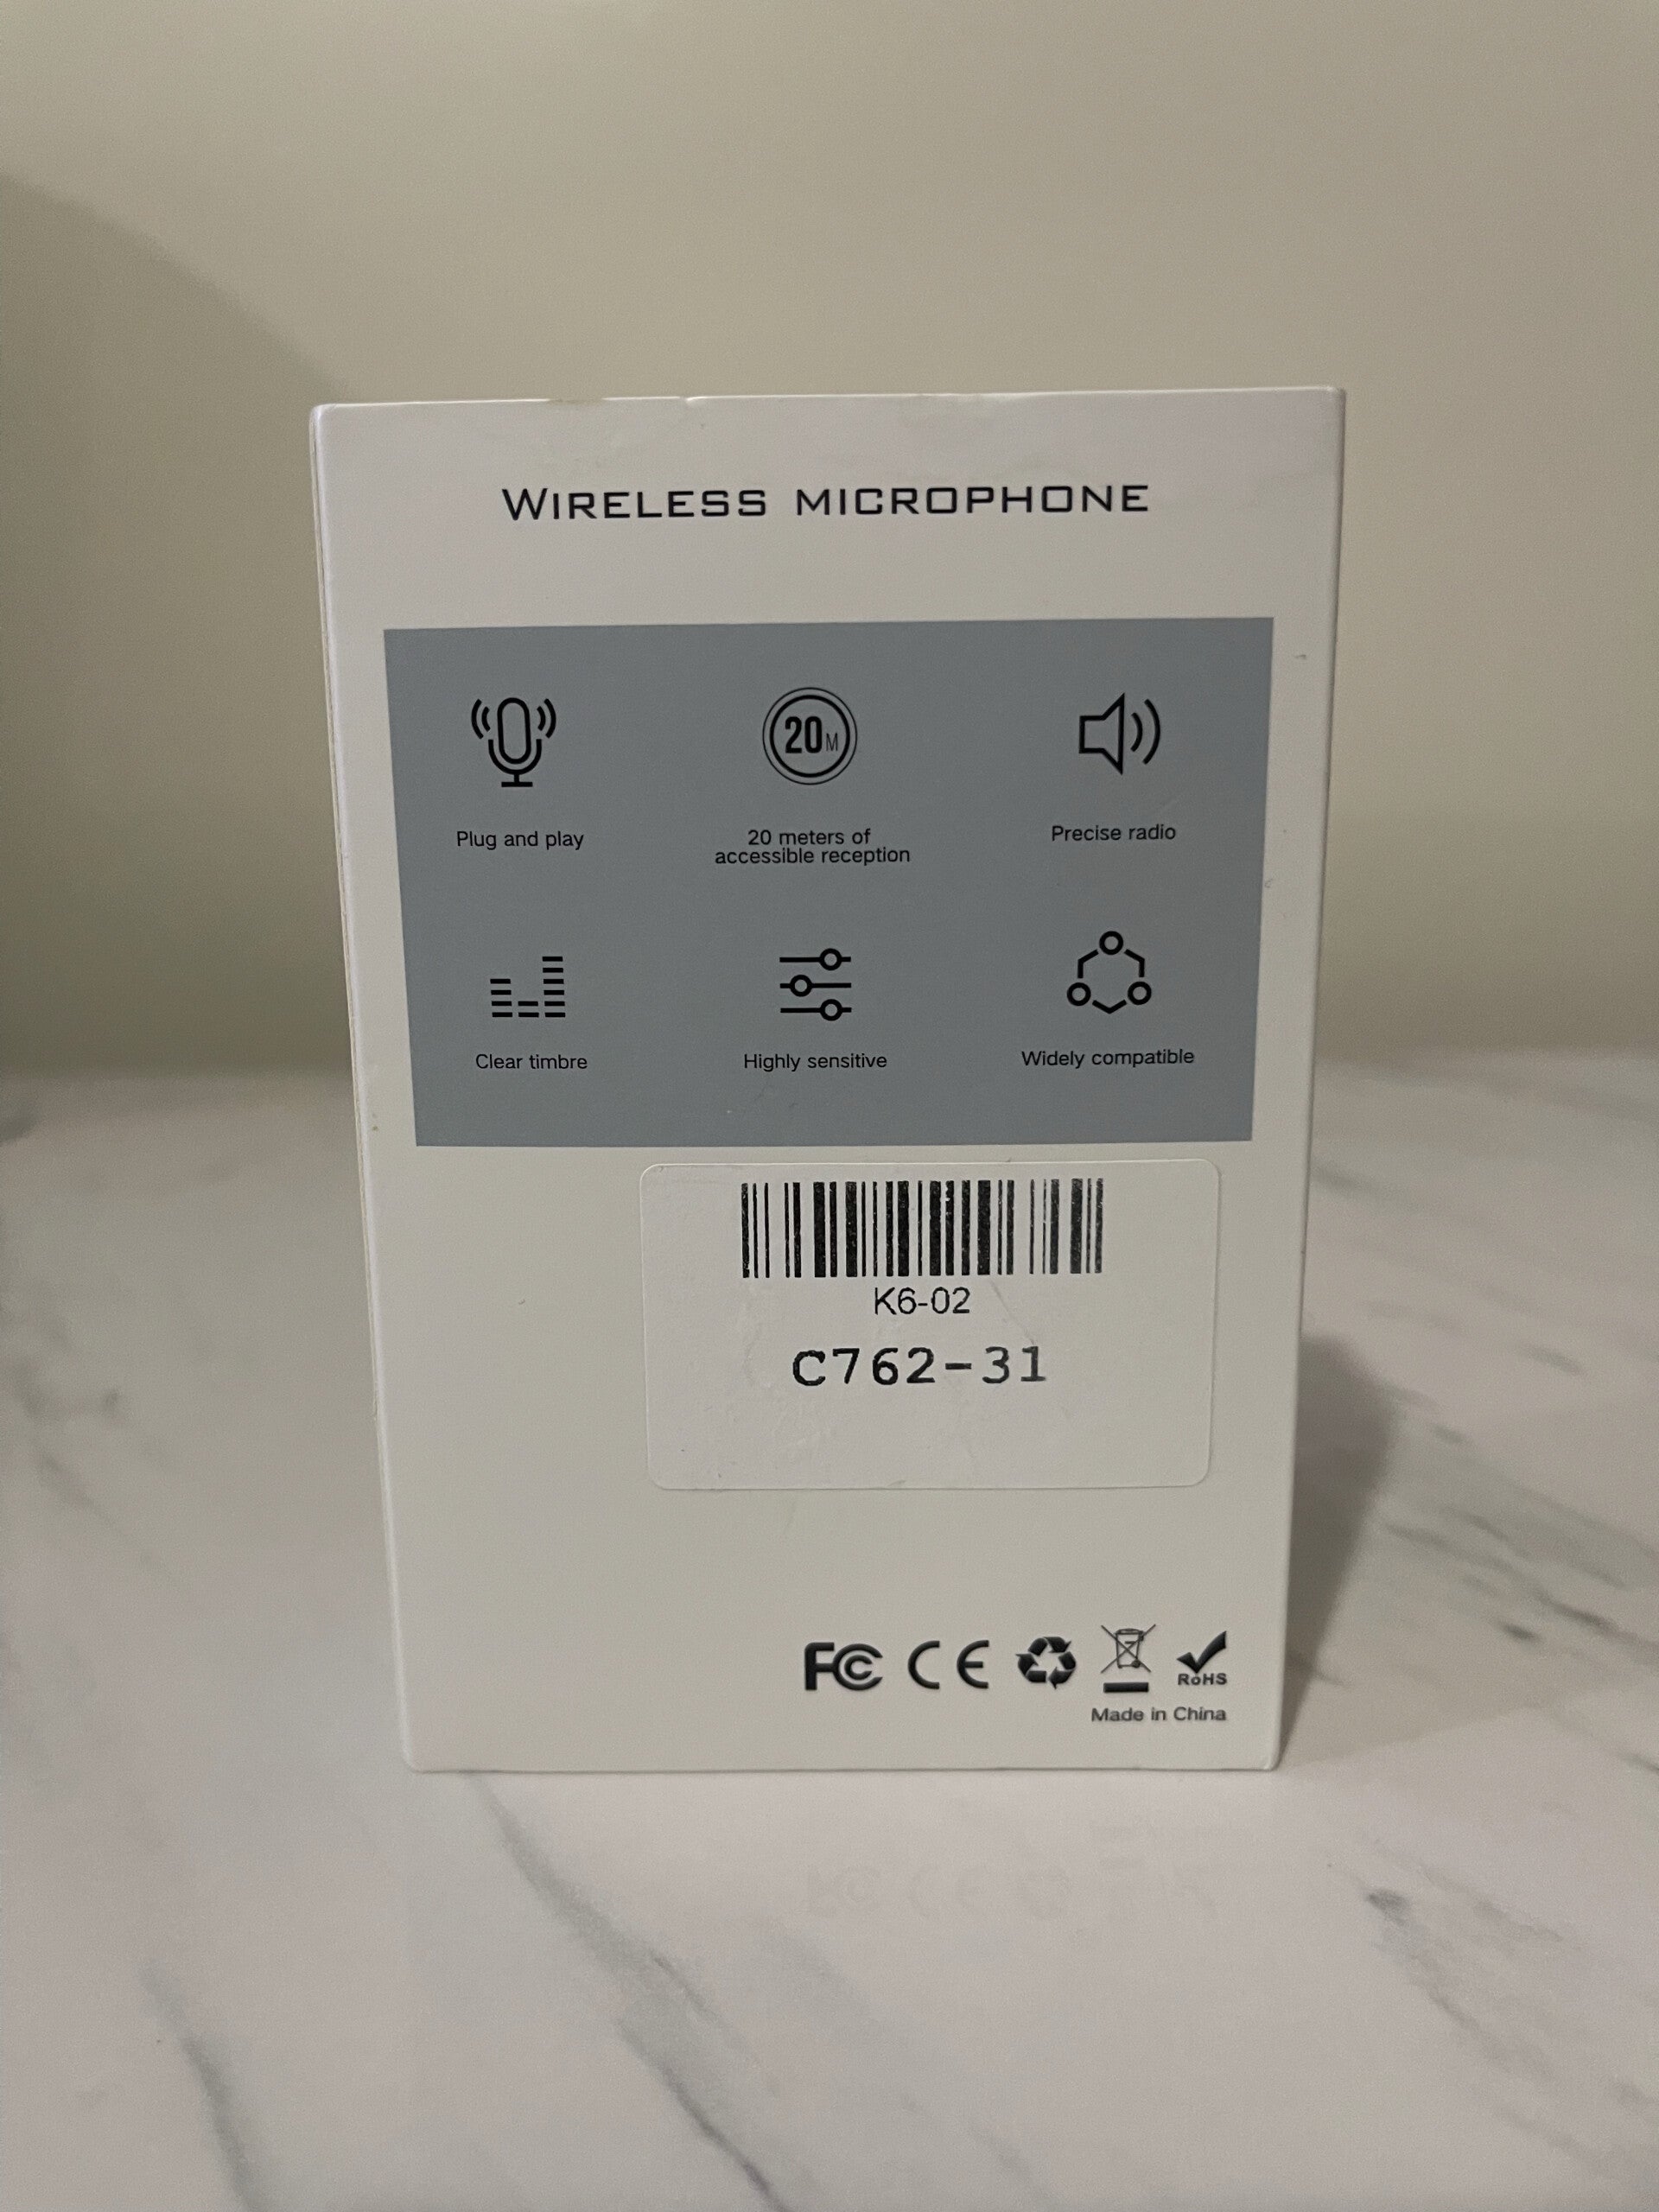 WIRELESS MICROPHONE
20M
Plug and play
20 meters of
accessible reception
Precise radio
Clear timbre
Highly sensitive
Widely compatible
K6-02
C762-31
FC CE RoHS
Made in China